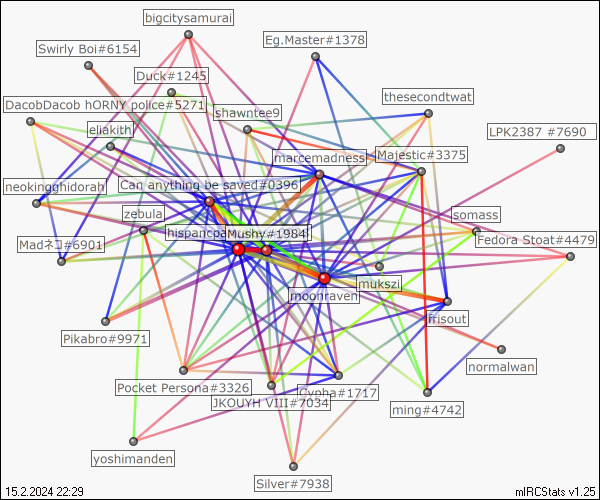 bigcitysamurai
Eg.Master#1378
Swirly Boi#6154
Duck#1245
thesecondtwat
DacobDacob hORNY police#5271
shawntee9
eliakith
LPK2387 #7690
marcemadness
Majestic#3375
neokingghidorah
Can anything be saved#0396
zebula
somass
hispancpa
Mushy#1984
Madネコ#6901
Fedora Stoat#4479
mukszi
moonraven
frisout
Pikabro#9971
normalwan
Pocket Persona#3326
Cypha#1717
JKOUYH VIII#7034
ming#4742
yoshimanden
Silver#7938
15.2.2024 22:29
mIRCStats v1.25